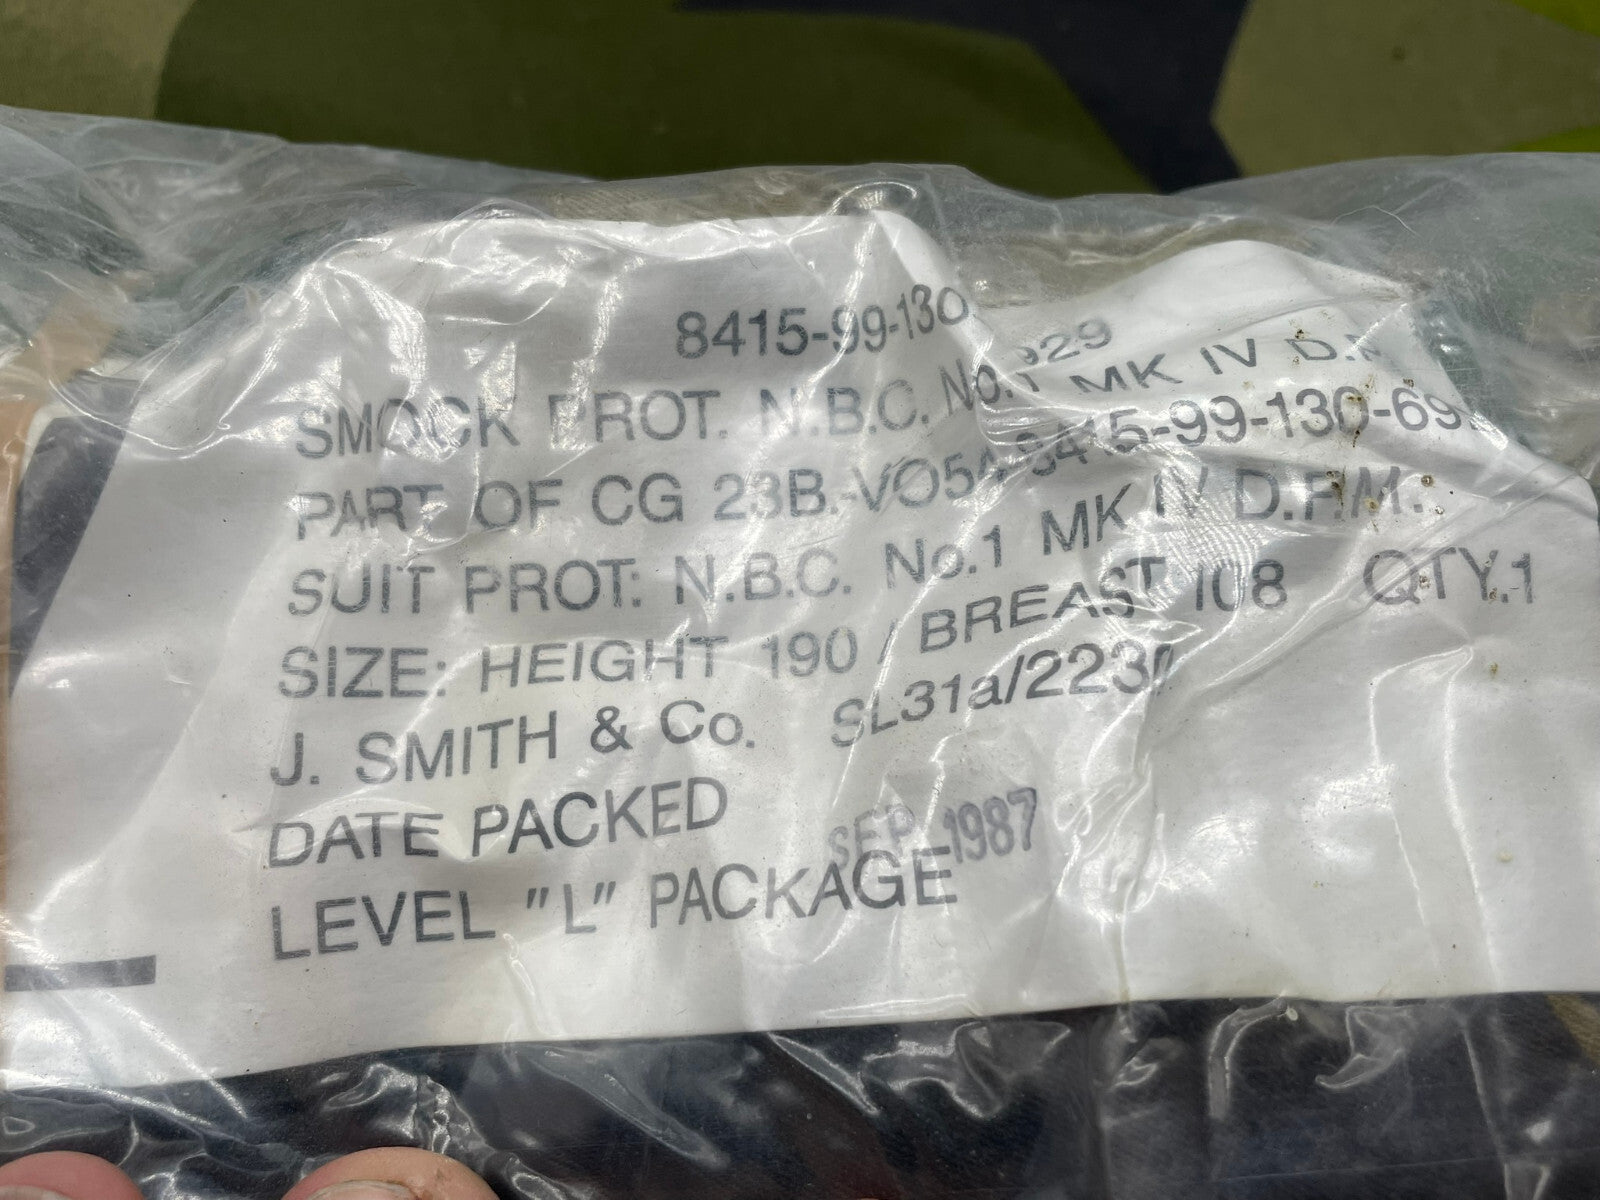 8415-99-130 929
SMOCK PROT. N.B.C. No.1 MK IV
PART OF CG 23B.-VO54-8415-99-130-69
SUIT PROT: N.B.C. No.1 MK IV D.P.M.
SIZE: HEIGHT 190 / BREAST 108 QTY.1
J. SMITH & Co. SL31a/223
DATE PACKED SEP 1987
LEVEL "L" PACKAGE